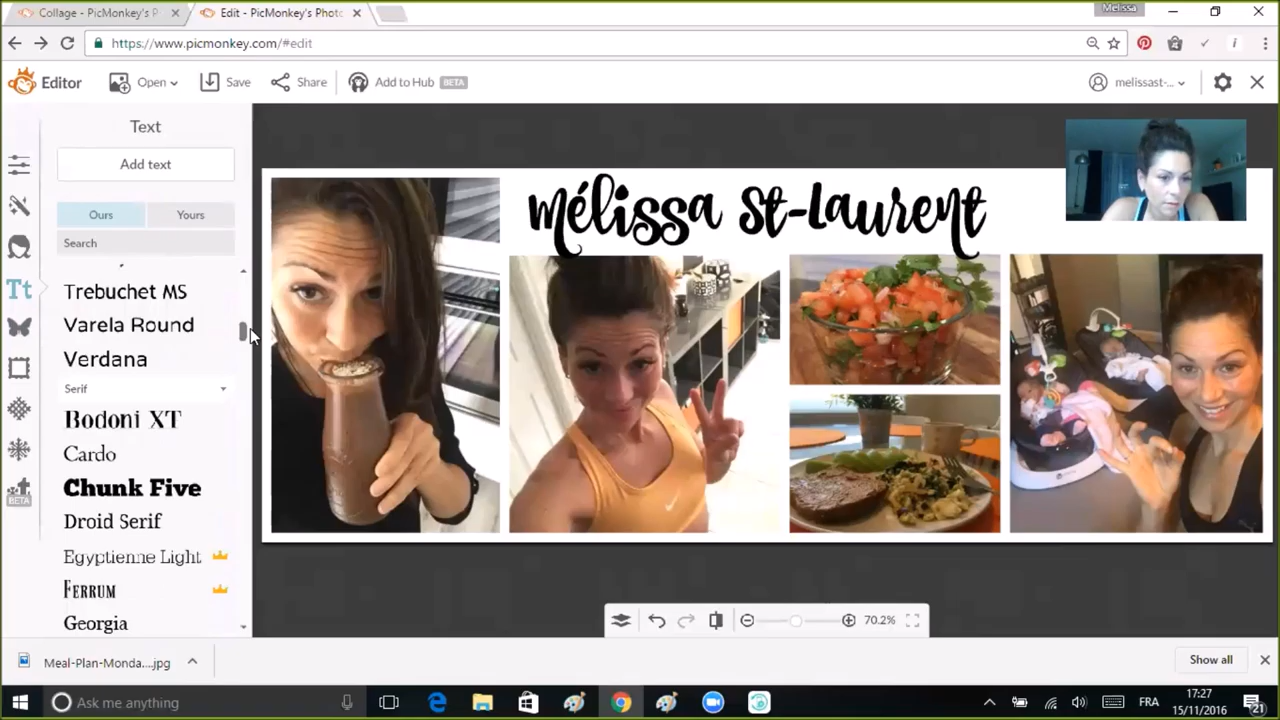 Collage - PicMonkey's P
Edit - PicMonkey's Photo
Melissa
https://www.picmonkey.com/#edit
Editor
Open
Save
Share
Add to Hub BETA
melissast-...
Text
Add text
Ours
Yours
Search
Trebuchet MS
Varela Round
Verdana
Serif
Bodoni XT
Cardo
Chunk Five
Droid Serif
Egyptienne Light
Ferrum
Georgia
Tt
BETA
mélissa St-Laurent
70.2%
Meal-Plan-Monda....jpg
Show all
Ask me anything
FRA
17:27
15/11/2016
21